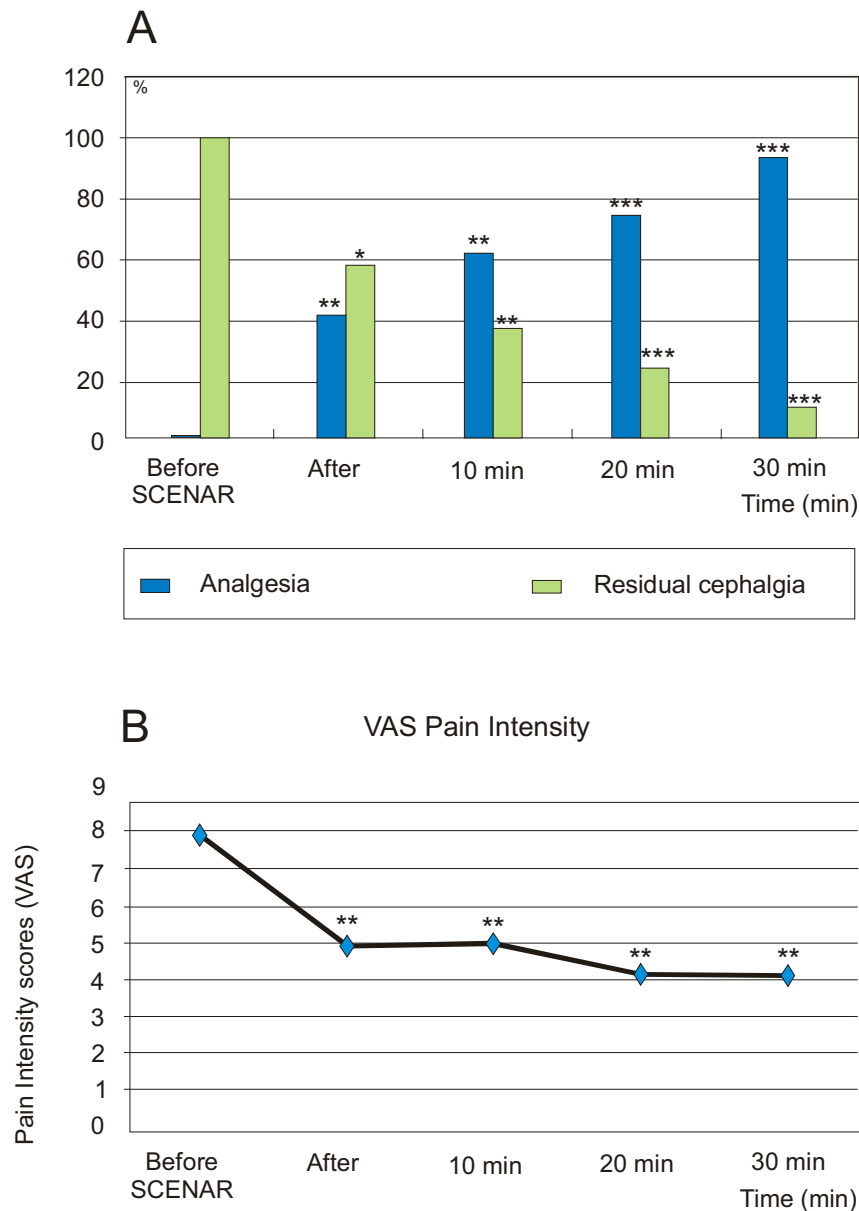 A
120
%
100
80
60
40
20
0
***
***
**
*
**
**
***
***
Before After 10 min 20 min 30 min
SCENAR Time (min)
Analgesia Residual cephalgia
B VAS Pain Intensity
Pain Intensity scores (VAS)
9
8
7
6
5
4
3
2
1
0
** ** ** **
Before After 10 min 20 min 30 min
SCENAR Time (min)